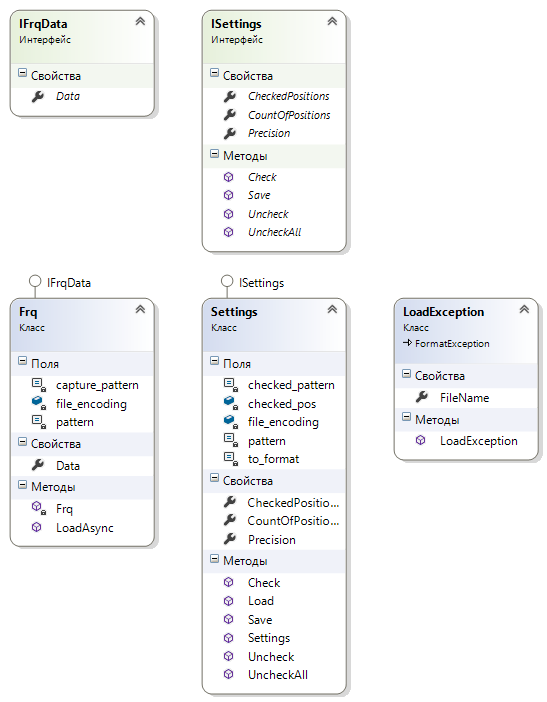 IFrqData
Интерфейс
Свойства
Data
ISettings
Интерфейс
Свойства
CheckedPositions
CountOfPositions
Precision
Методы
Check
Save
Uncheck
UncheckAll
IFrqData
Frq
Класс
Поля
capture_pattern
file_encoding
pattern
Свойства
Data
Методы
Frq
LoadAsync
ISettings
Settings
Класс
Поля
checked_pattern
checked_pos
file_encoding
pattern
to_format
Свойства
CheckedPositio...
CountOfPositio...
Precision
Методы
Check
Load
Save
Settings
Uncheck
UncheckAll
LoadException
Класс
FormatException
Свойства
FileName
Методы
LoadException